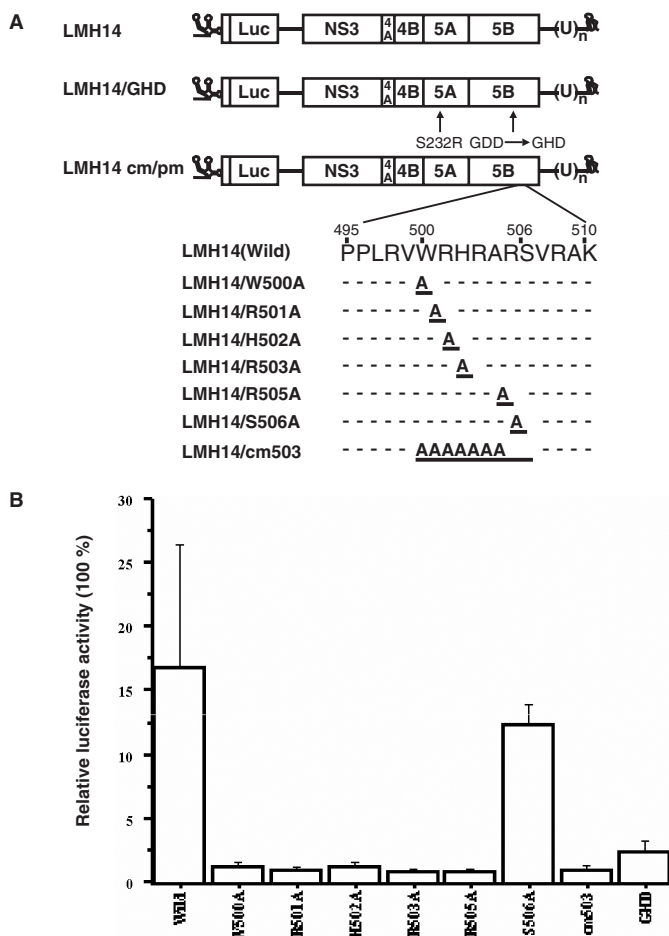 A
LMH14
Luc NS3 4A 4B 5A 5B (U)n
LMH14/GHD
Luc NS3 4A 4B 5A 5B (U)n
S232R GDD GHD
LMH14 cm/pm
Luc NS3 4A 4B 5A 5B (U)n
495 500 506 510
LMH14(Wild) PPLRVWRHRARSVRAK
LMH14/W500A - - - - - A - - - - - - - - - -
LMH14/R501A - - - - - - A - - - - - - - - -
LMH14/H502A - - - - - - - A - - - - - - - -
LMH14/R503A - - - - - - - - A - - - - - - -
LMH14/R505A - - - - - - - - - - A - - - - -
LMH14/S506A - - - - - - - - - - - A - - - -
LMH14/cm503 - - - - - AAAAAAA - - - -
B
Relative luciferase activity (100 %)
30
25
20
15
10
5
0
Wild W500A R501A H502A R503A R505A S506A cm503 GHD